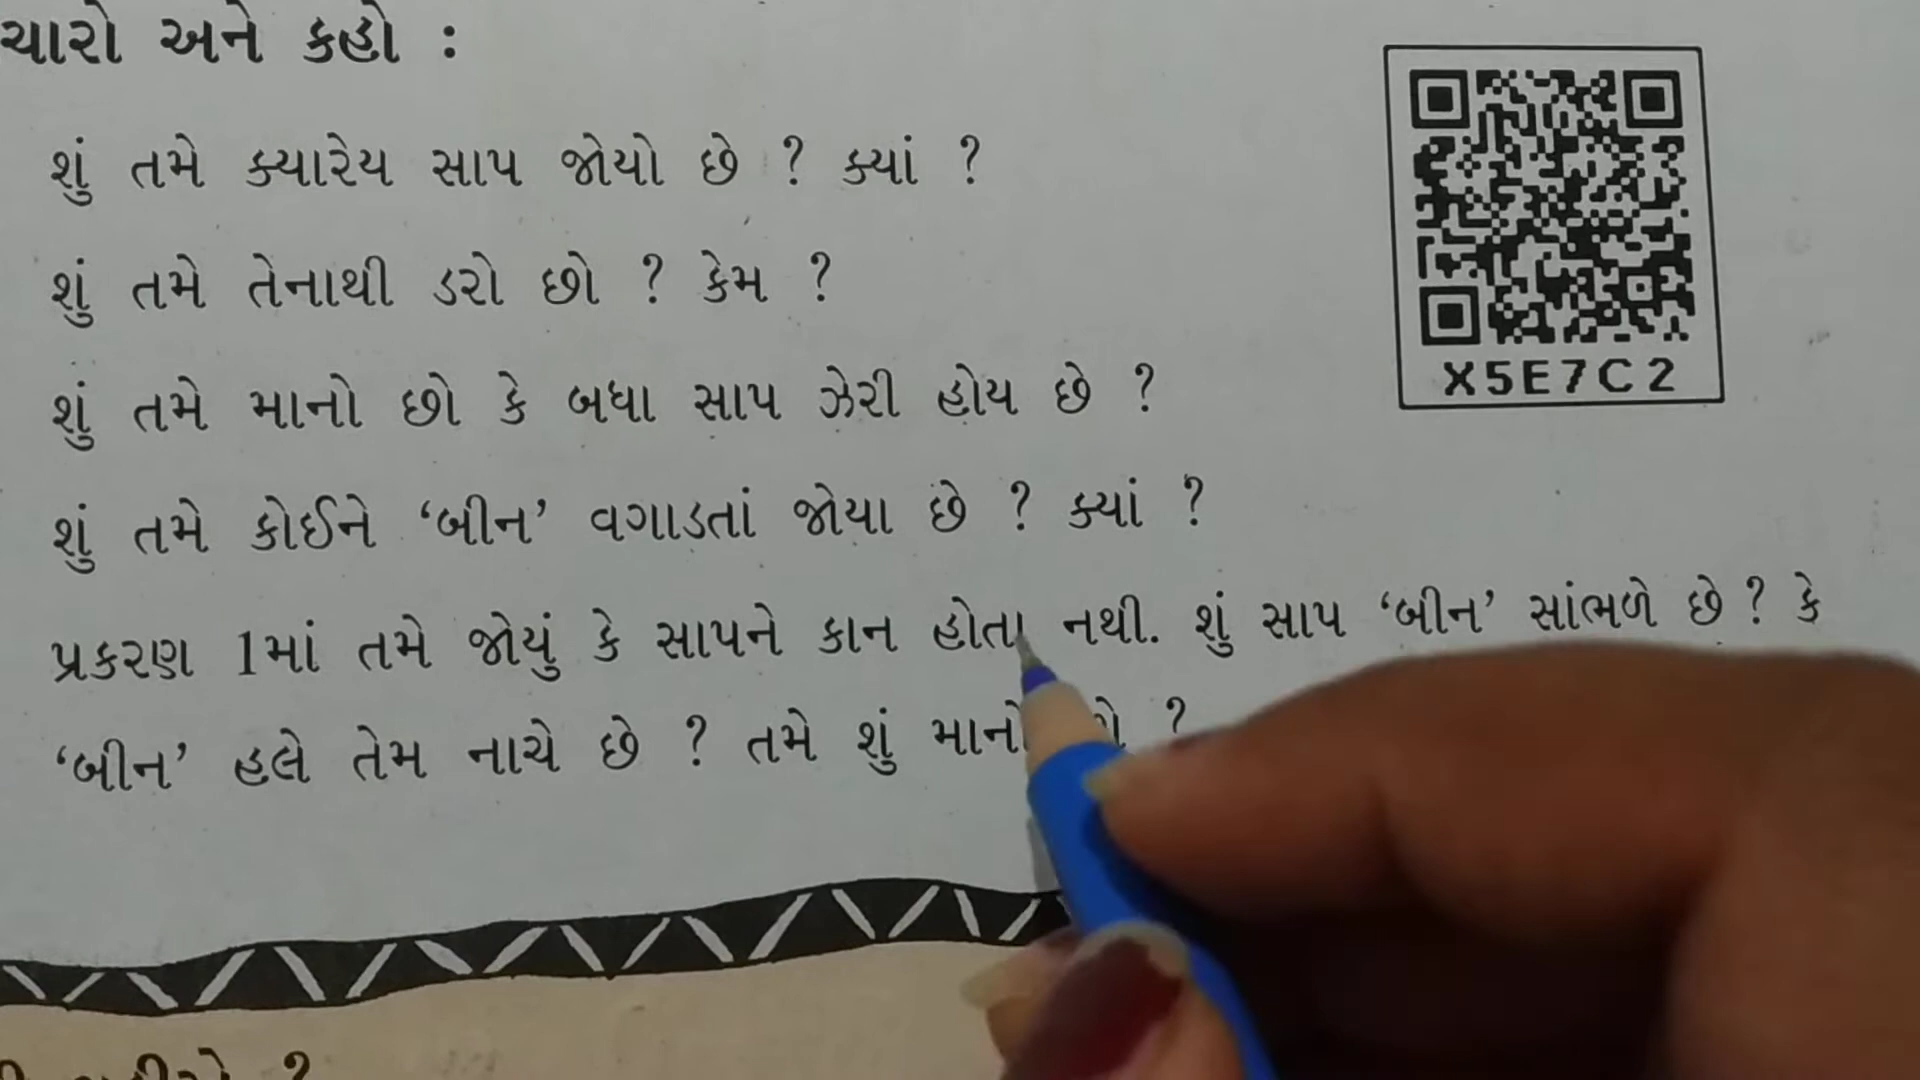 ચારો અને કહો :
શું તમે ક્યારેય સાપ જોયો છે ? ક્યાં ?
શું તમે તેનાથી ડરો છો ? કેમ ?
શું તમે માનો છો કે બધા સાપ ઝેરી હોય છે ?
X5E7C2
શું તમે કોઈને ‘બીન’ વગાડતાં જોયા છે ? ક્યાં ?
પ્રકરણ 1માં તમે જોયું કે સાપને કાન હોતા નથી. શું સાપ ‘બીન’ સાંભળે છે ? કે
‘બીન’ હલે તેમ નાચે છે ? તમે શું માનો ?